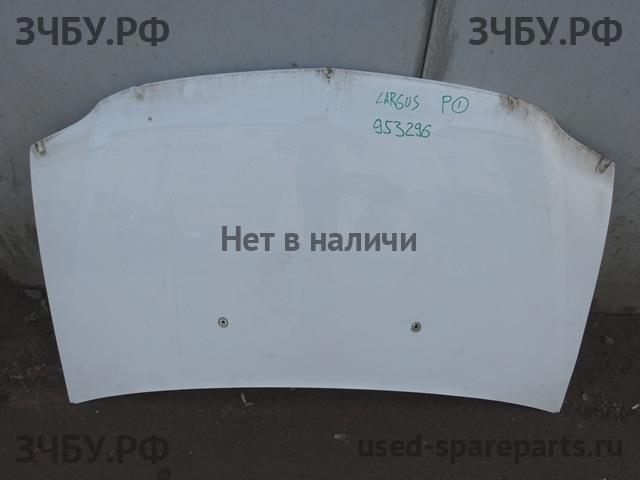 ЗЧБУ.РФ ЗЧБУ.РФ
LARGUS P①
953296
Нет в наличи
ЗЧБУ.РФ used-spareparts.ru